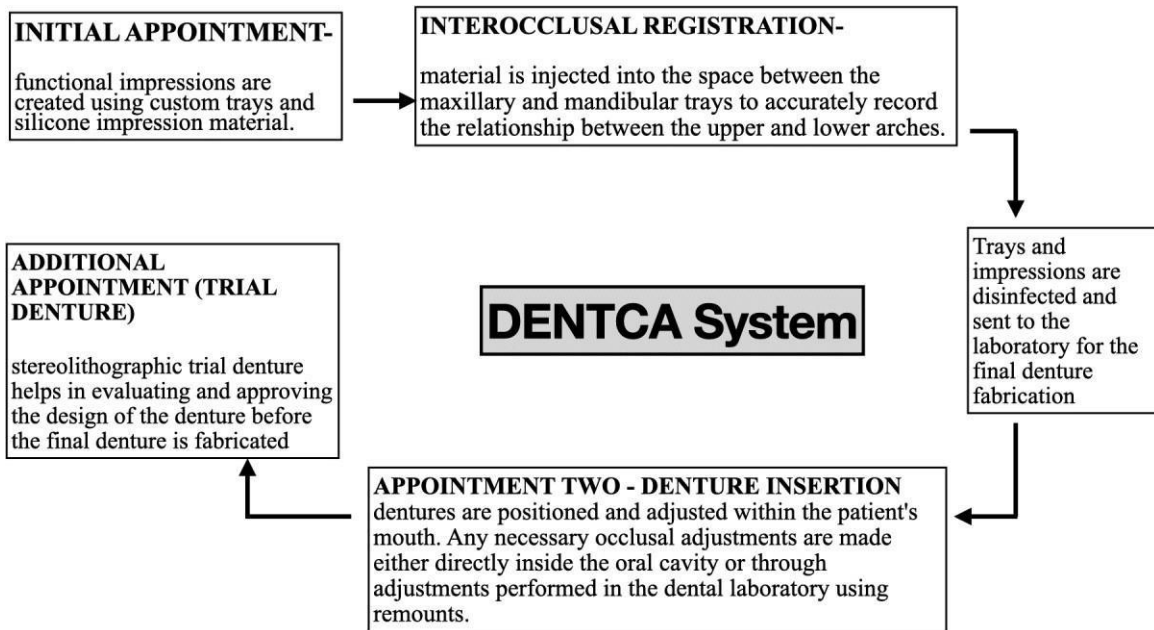 INITIAL APPOINTMENT-
functional impressions are
created using custom trays and
silicone impression material.
INTEROCCLUSAL REGISTRATION-
material is injected into the space between the
maxillary and mandibular trays to accurately record
the relationship between the upper and lower arches.
Trays and
impressions are
disinfected and
sent to the
laboratory for the
final denture
fabrication
APPOINTMENT TWO - DENTURE INSERTION
dentures are positioned and adjusted within the patient's
mouth. Any necessary occlusal adjustments are made
either directly inside the oral cavity or through
adjustments performed in the dental laboratory using
remounts.
ADDITIONAL
APPOINTMENT (TRIAL
DENTURE)
stereolithographic trial denture
helps in evaluating and approving
the design of the denture before
the final denture is fabricated
DENTCA System